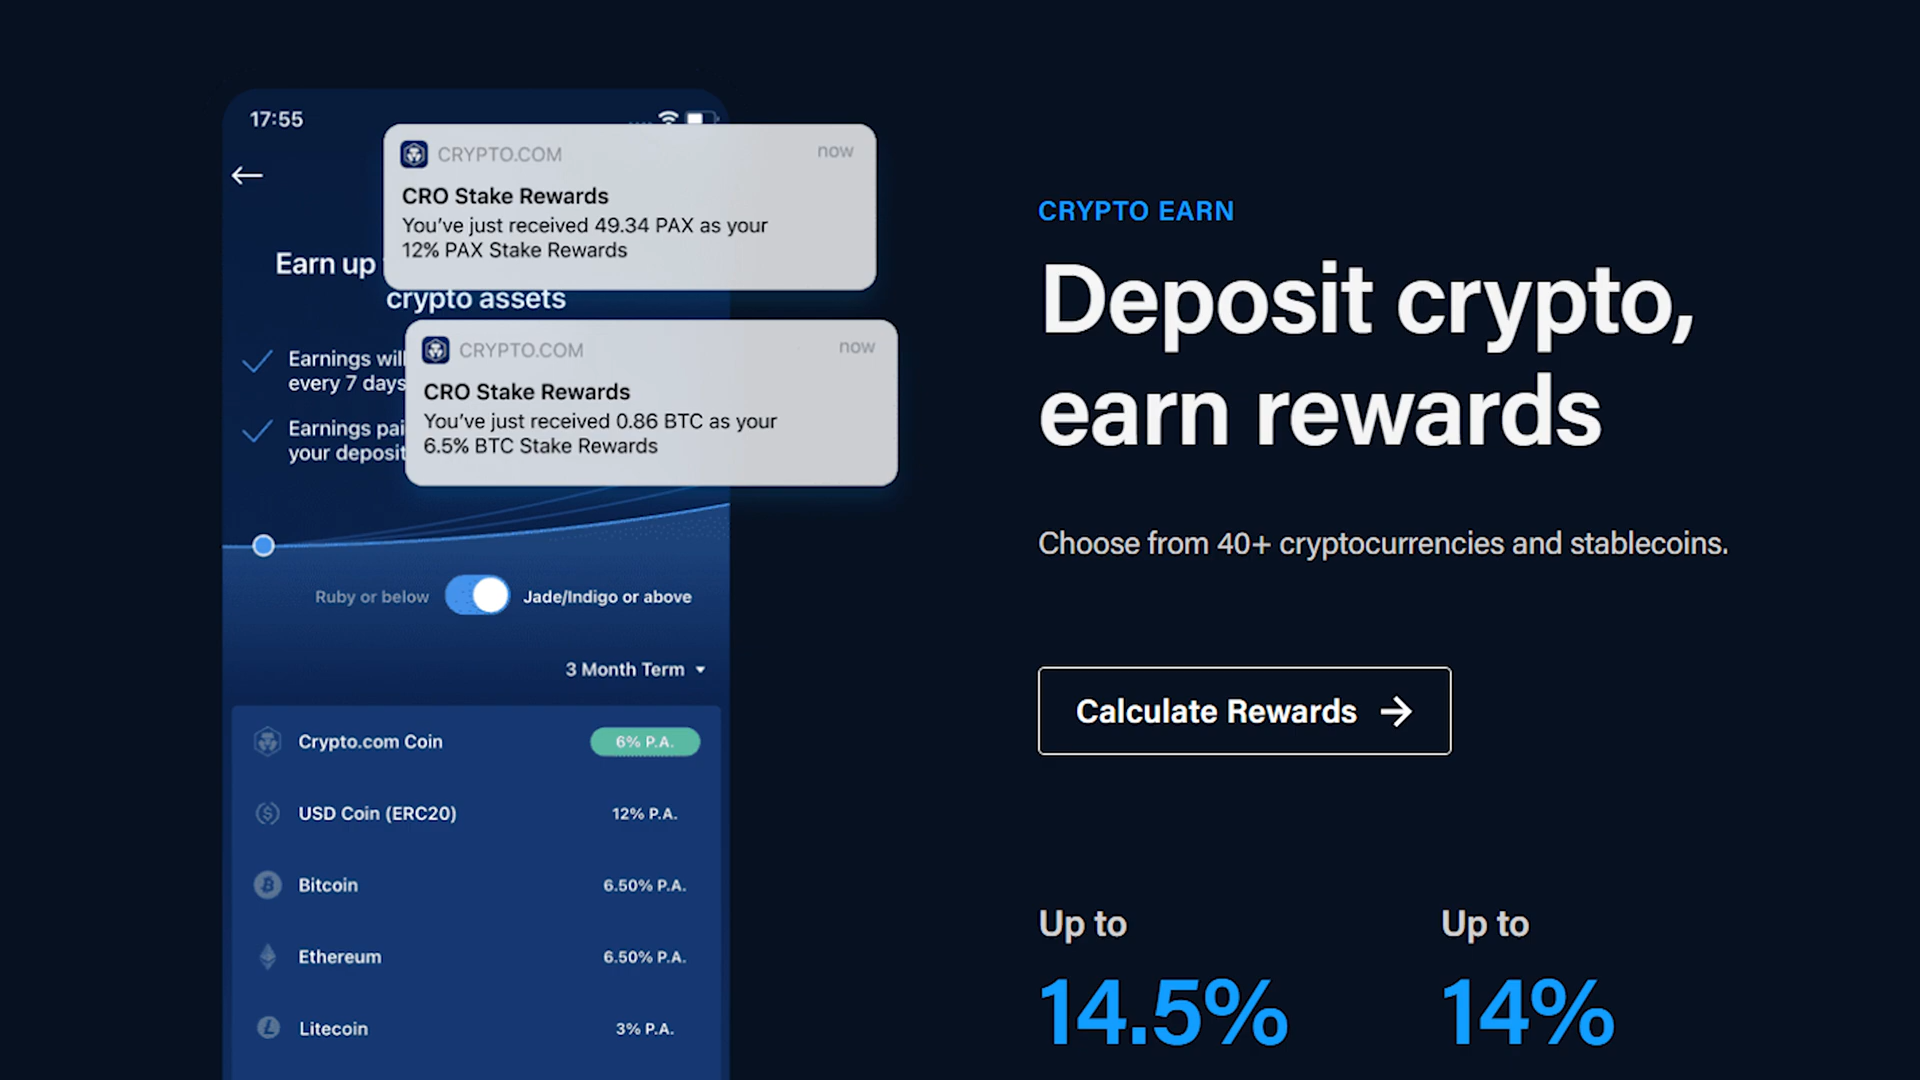 17:55
CRYPTO.COM
now
CRO Stake Rewards
You've just received 49.34 PAX as your
12% PAX Stake Rewards
Earn up
crypto assets
CRYPTO.COM
now
CRO Stake Rewards
You've just received 0.86 BTC as your
6.5% BTC Stake Rewards
Earnings will
every 7 days
Earnings
your deposit
Ruby or below
Jade/Indigo or above
3 Month Term
Crypto.com Coin
6% P.A.
USD Coin (ERC20)
12% P.A.
Bitcoin
6.50% P.A.
Ethereum
6.50% P.A.
Litecoin
3% P.A.
CRYPTO EARN
Deposit crypto,
earn rewards
Choose from 40+ cryptocurrencies and stablecoins.
Calculate Rewards
Up to
14.5%
Up to
14%